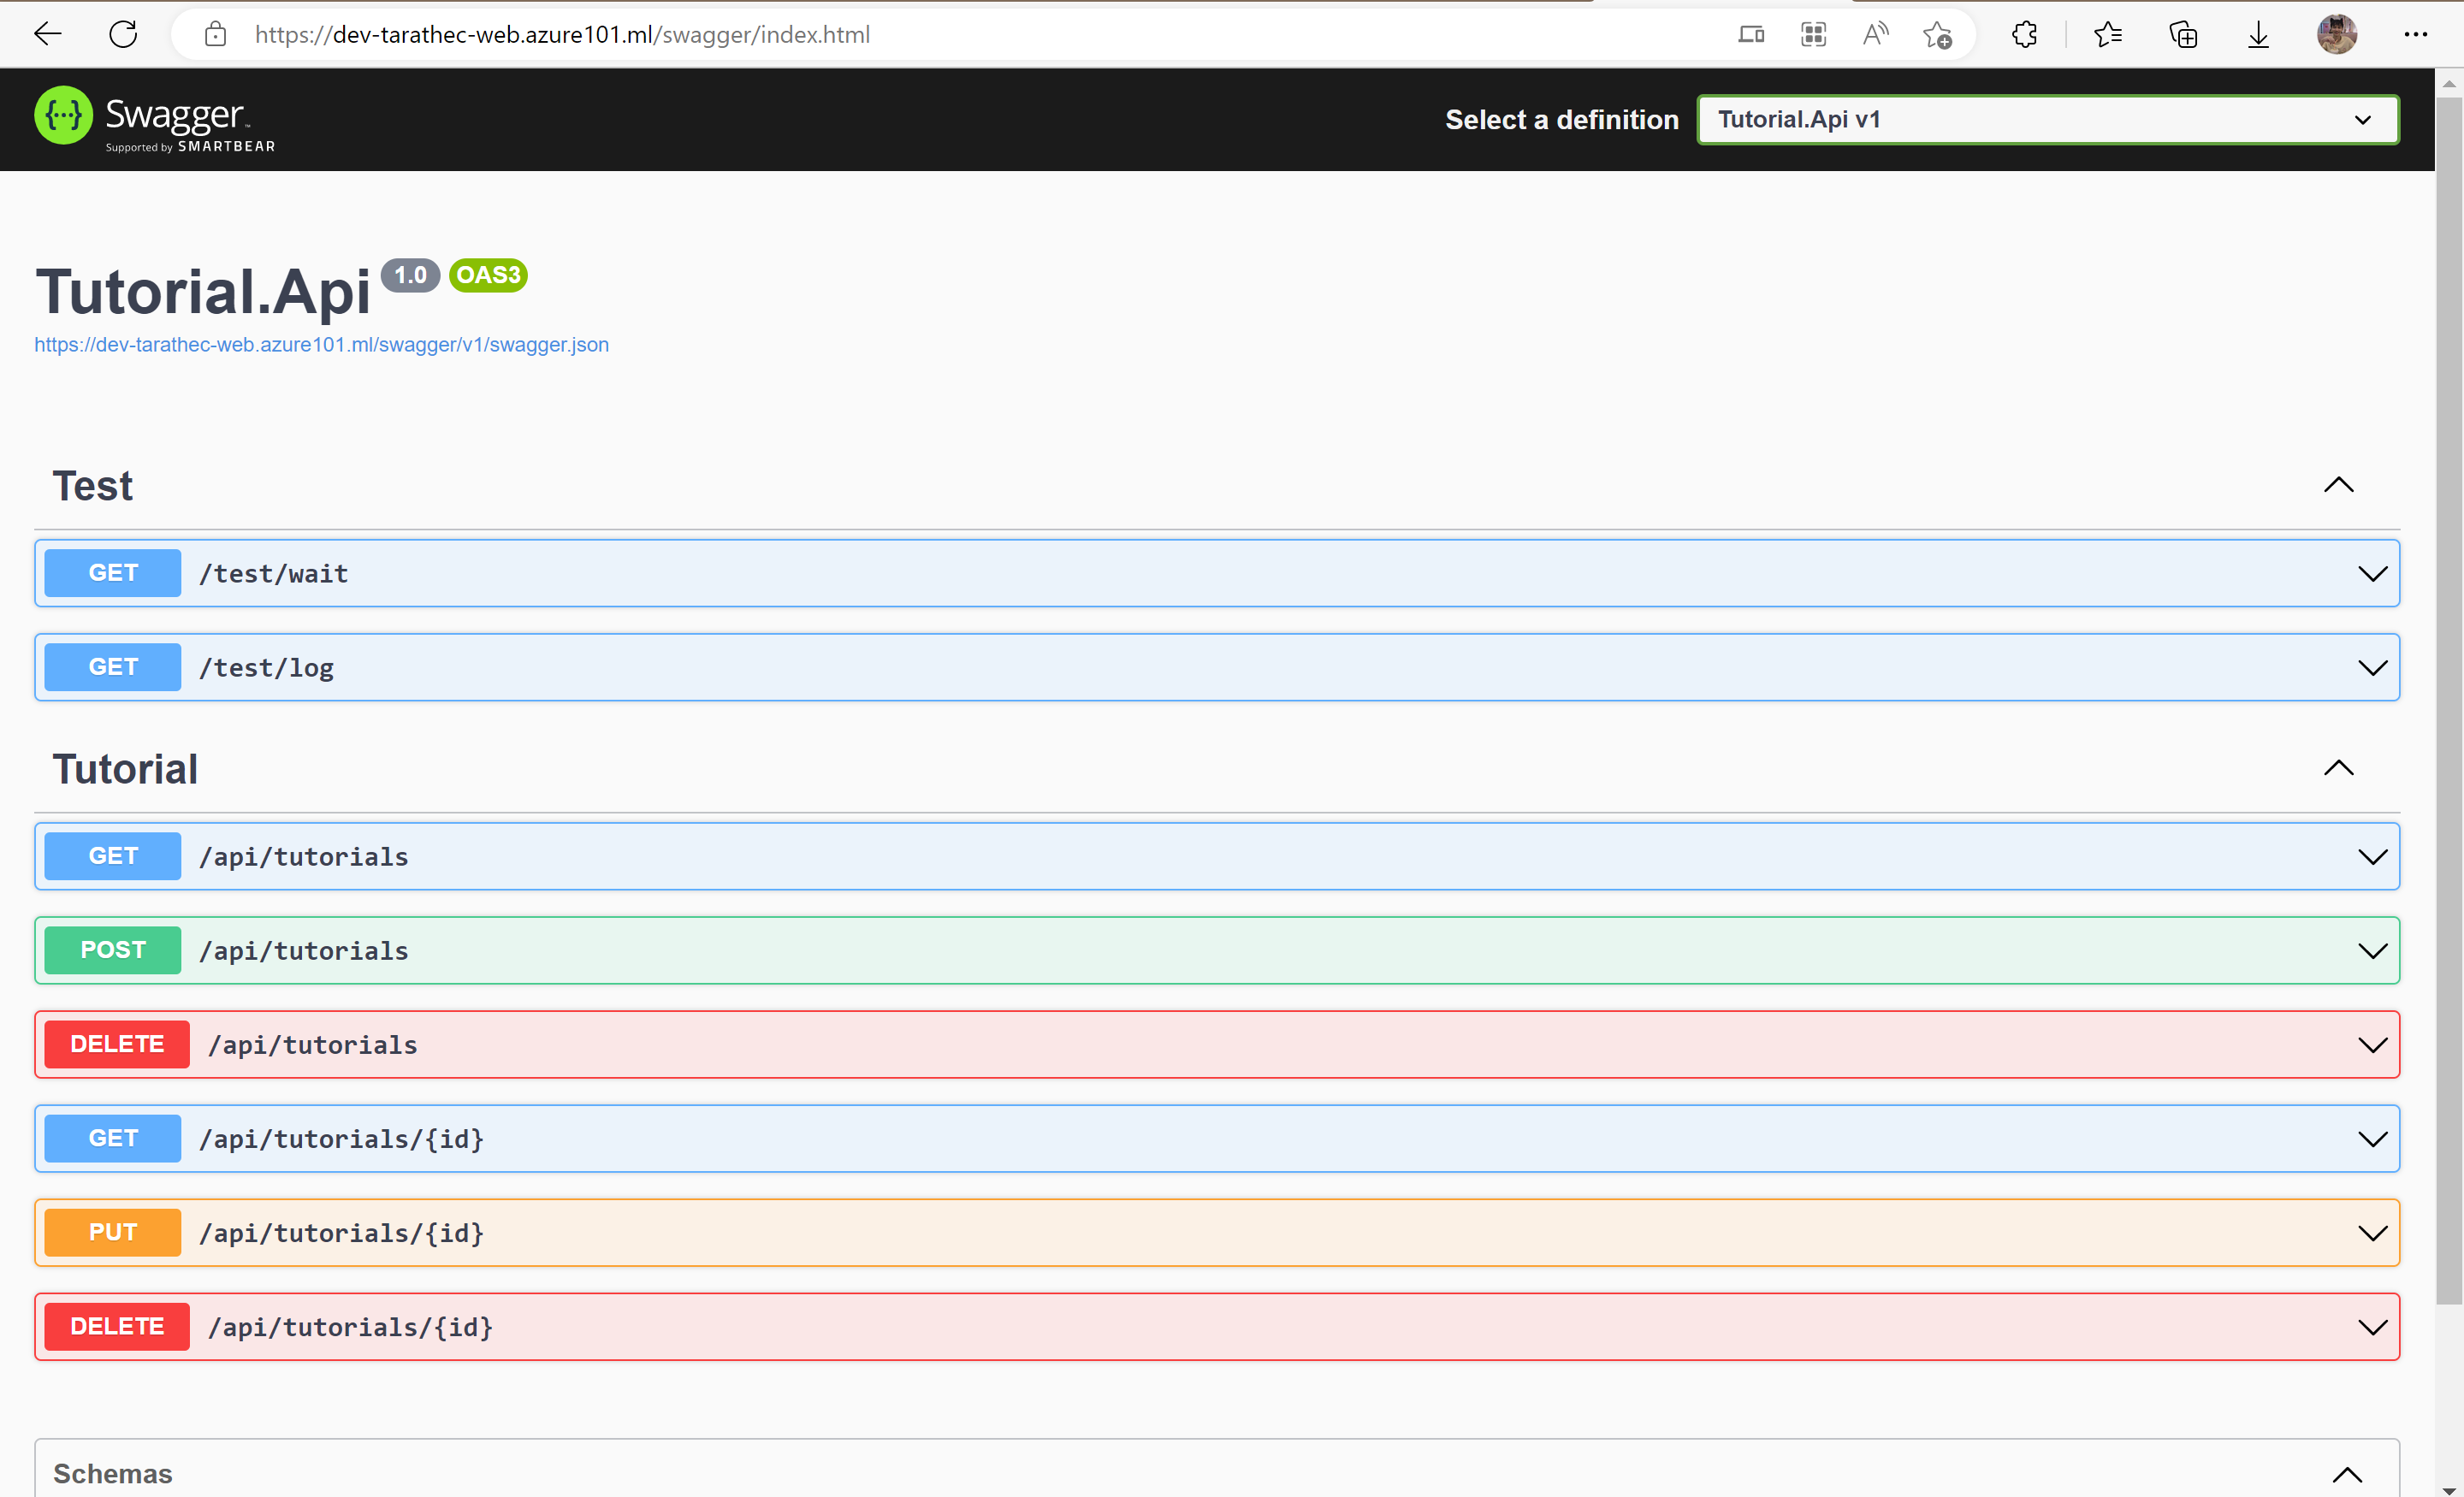 https://dev-tarathec-web.azure101.ml/swagger/index.html
{···} Swagger™
Supported by SMARTBEAR
Select a definition
Tutorial.Api v1
Tutorial.Api 1.0 OAS3
https://dev-tarathec-web.azure101.ml/swagger/v1/swagger.json
Test
GET /test/wait
GET /test/log
Tutorial
GET /api/tutorials
POST /api/tutorials
DELETE /api/tutorials
GET /api/tutorials/{id}
PUT /api/tutorials/{id}
DELETE /api/tutorials/{id}
Schemas